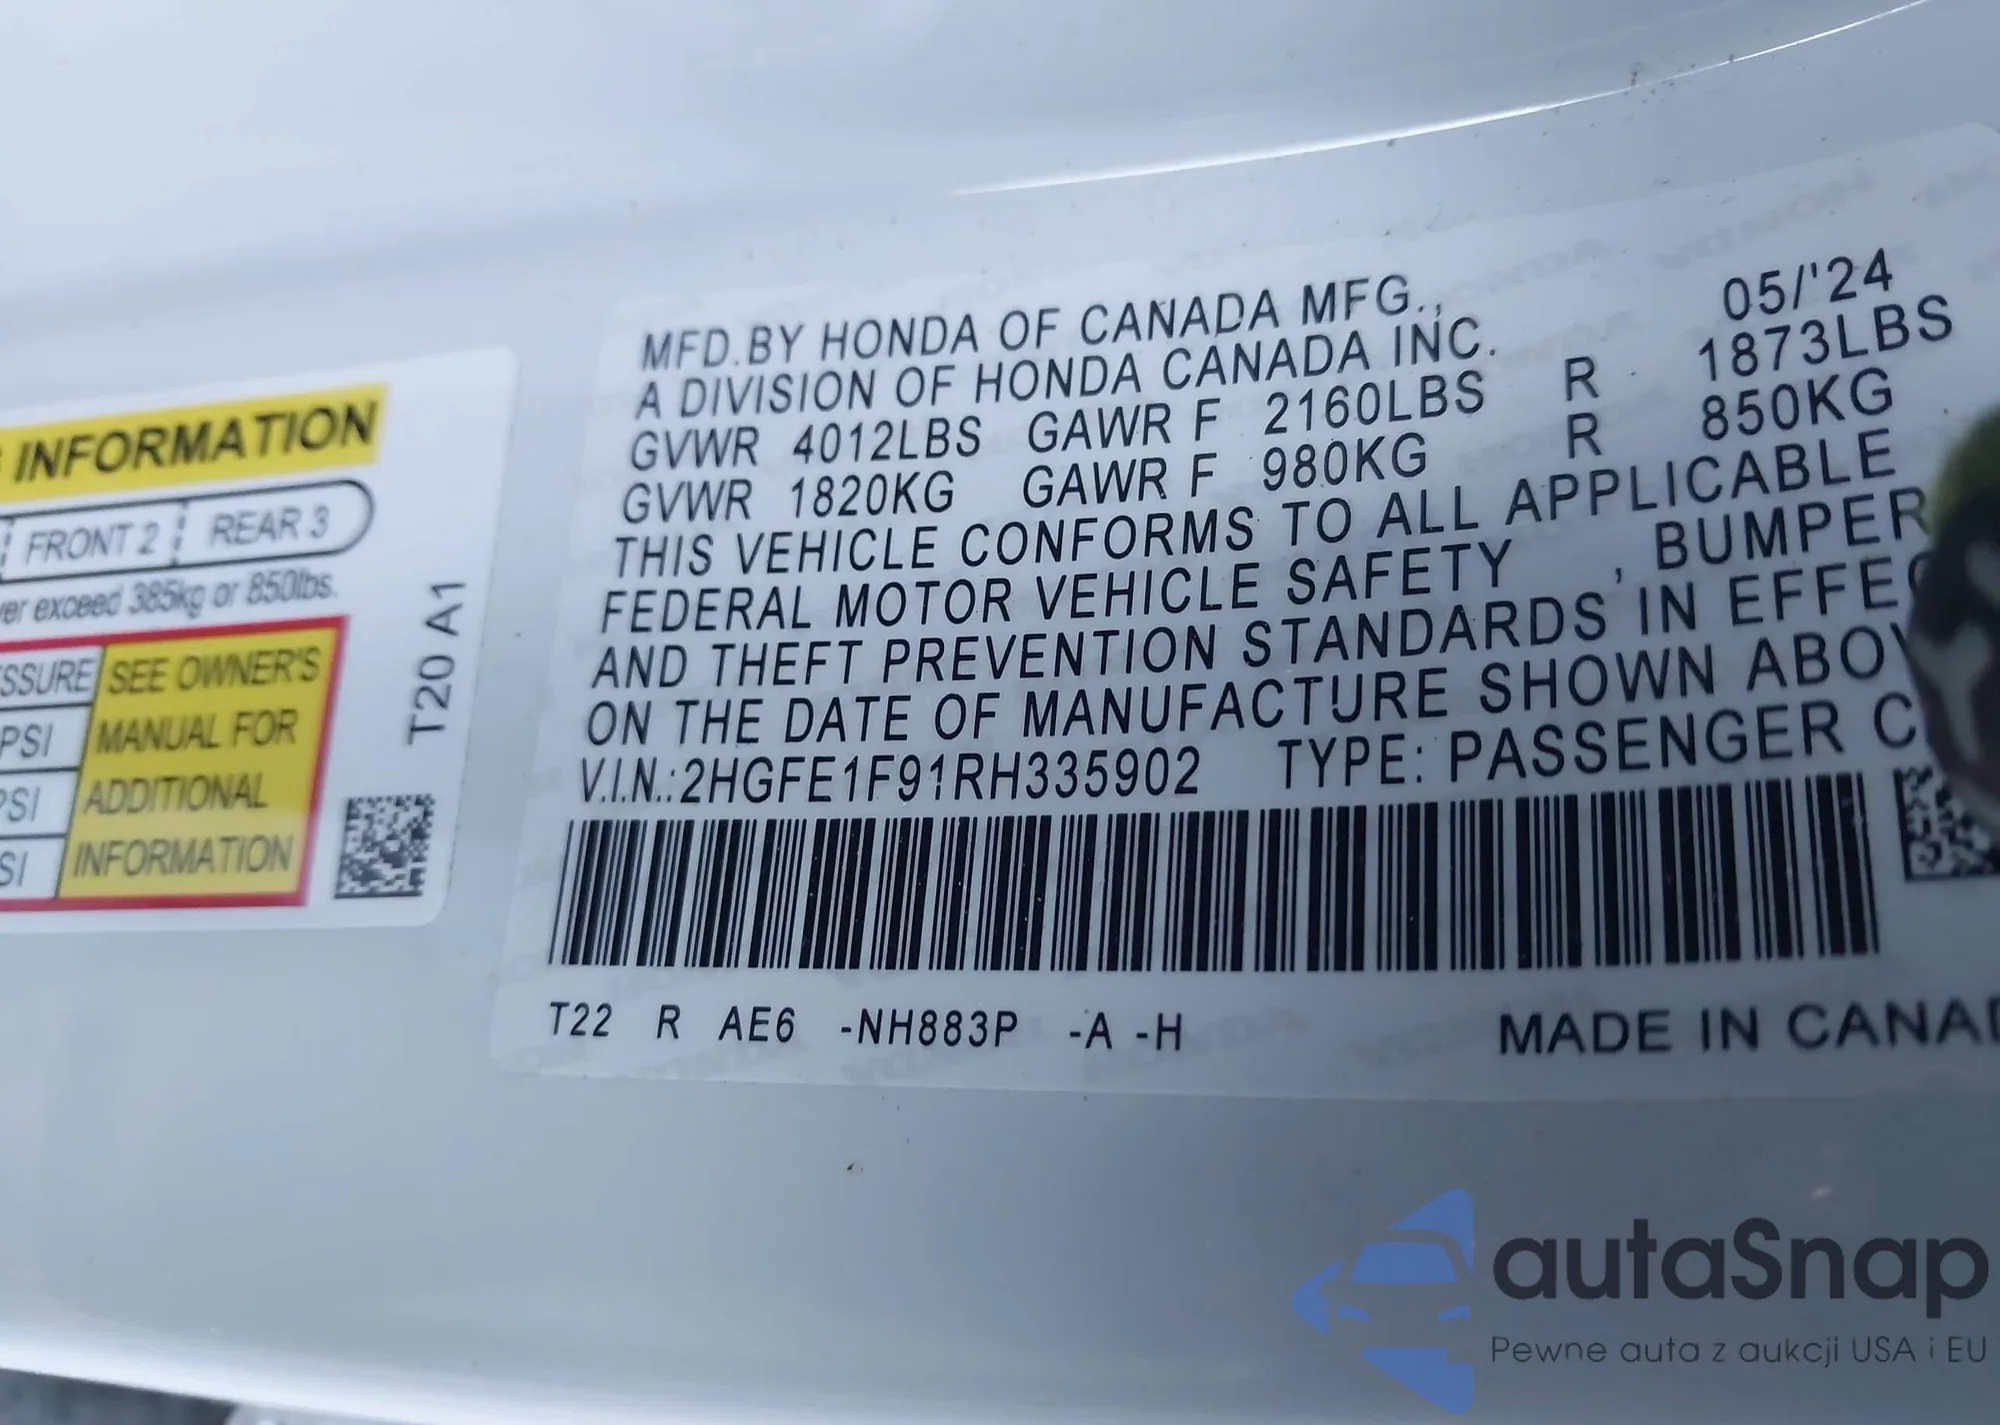 INFORMATION
FRONT 2 REAR 3
exceed 385kg or 850lbs.
SEE OWNER'S
PSI MANUAL FOR
PSI ADDITIONAL
INFORMATION
T20 A1
MFD.BY HONDA OF CANADA MFG., 05/'24
A DIVISION OF HONDA CANADA INC.
GVWR 4012LBS GAWR F 2160LBS R 1873LBS
GVWR 1820KG GAWR F 980KG R 850KG
THIS VEHICLE CONFORMS TO ALL APPLICABLE
FEDERAL MOTOR VEHICLE SAFETY , BUMPER
AND THEFT PREVENTION STANDARDS IN EFFEC
ON THE DATE OF MANUFACTURE SHOWN ABOV
V.I.N.:2HGFE1F91RH335902 TYPE: PASSENGER C
T22 R AE6 -NH883P -A -H
MADE IN CANAD
autaSnap
Pewne auta z aukcji USA i EU